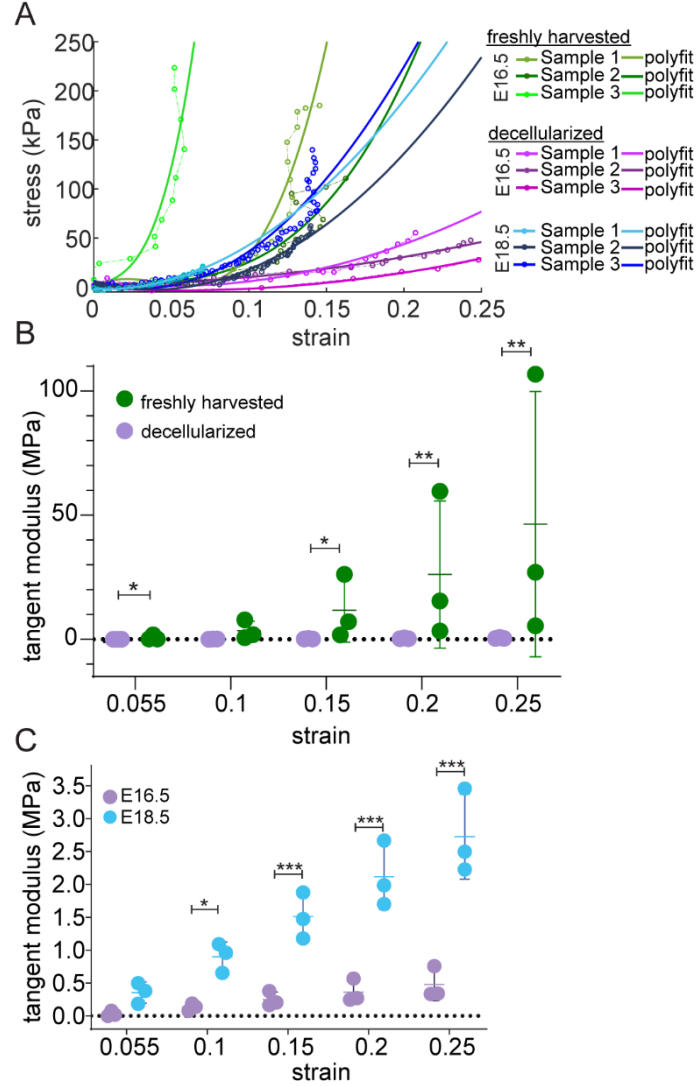 A
freshly harvested
E16.5
Sample 1 polyfit
Sample 2 polyfit
Sample 3 polyfit
decellularized
E16.5
Sample 1 polyfit
Sample 2 polyfit
Sample 3 polyfit
E18.5
Sample 1 polyfit
Sample 2 polyfit
Sample 3 polyfit
stress (kPa)
250
200
150
100
50
0
0 0.05 0.1 0.15 0.2 0.25
strain
B
freshly harvested
decellularized
tangent modulus (MPa)
100
50
0
* * ** **
0.055 0.1 0.15 0.2 0.25
strain
C
E16.5
E18.5
tangent modulus (MPa)
3.5
3.0
2.5
2.0
1.5
1.0
0.5
0.0
* *** *** ***
0.055 0.1 0.15 0.2 0.25
strain